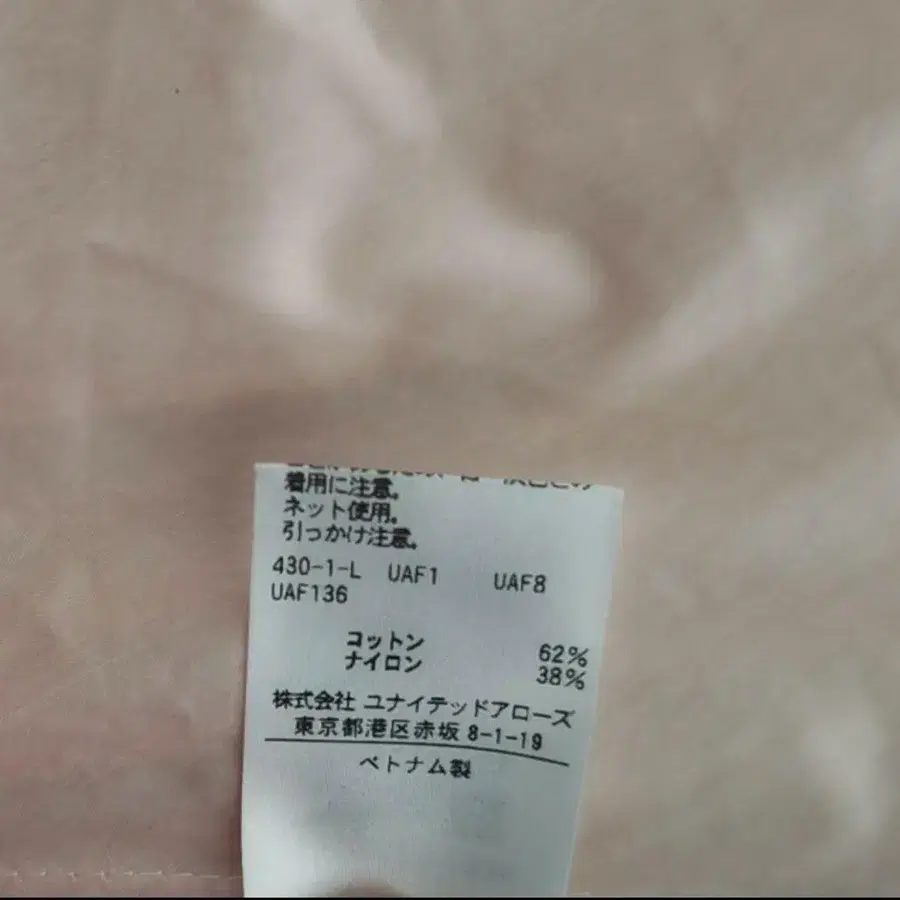 着用に注意。
ネット使用。
引っかけ注意。
430-1-L UAF1 UAF8
UAF136
コットン 62%
ナイロン 38%
株式会社 ユナイテッドアローズ
東京都港区赤坂 8-1-19
ベトナム製